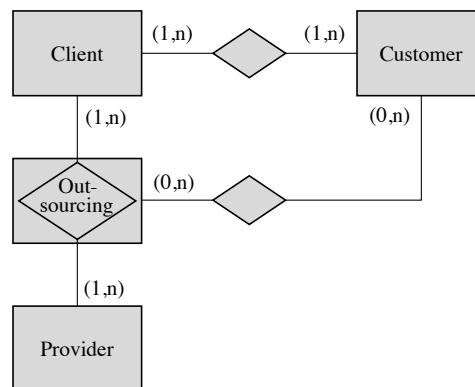 Client
(1,n)
(1,n)
Customer
(1,n)
(0,n)
Out-
sourcing
(0,n)
(1,n)
Provider